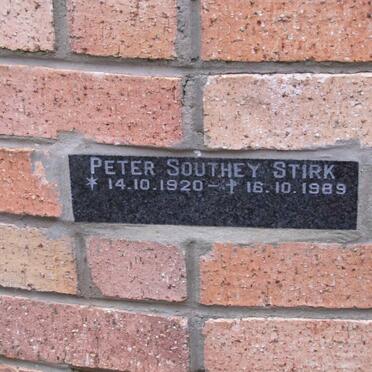 PETER SOUTHEY STIRK
* 14.10.1920 - † 16.10.1989